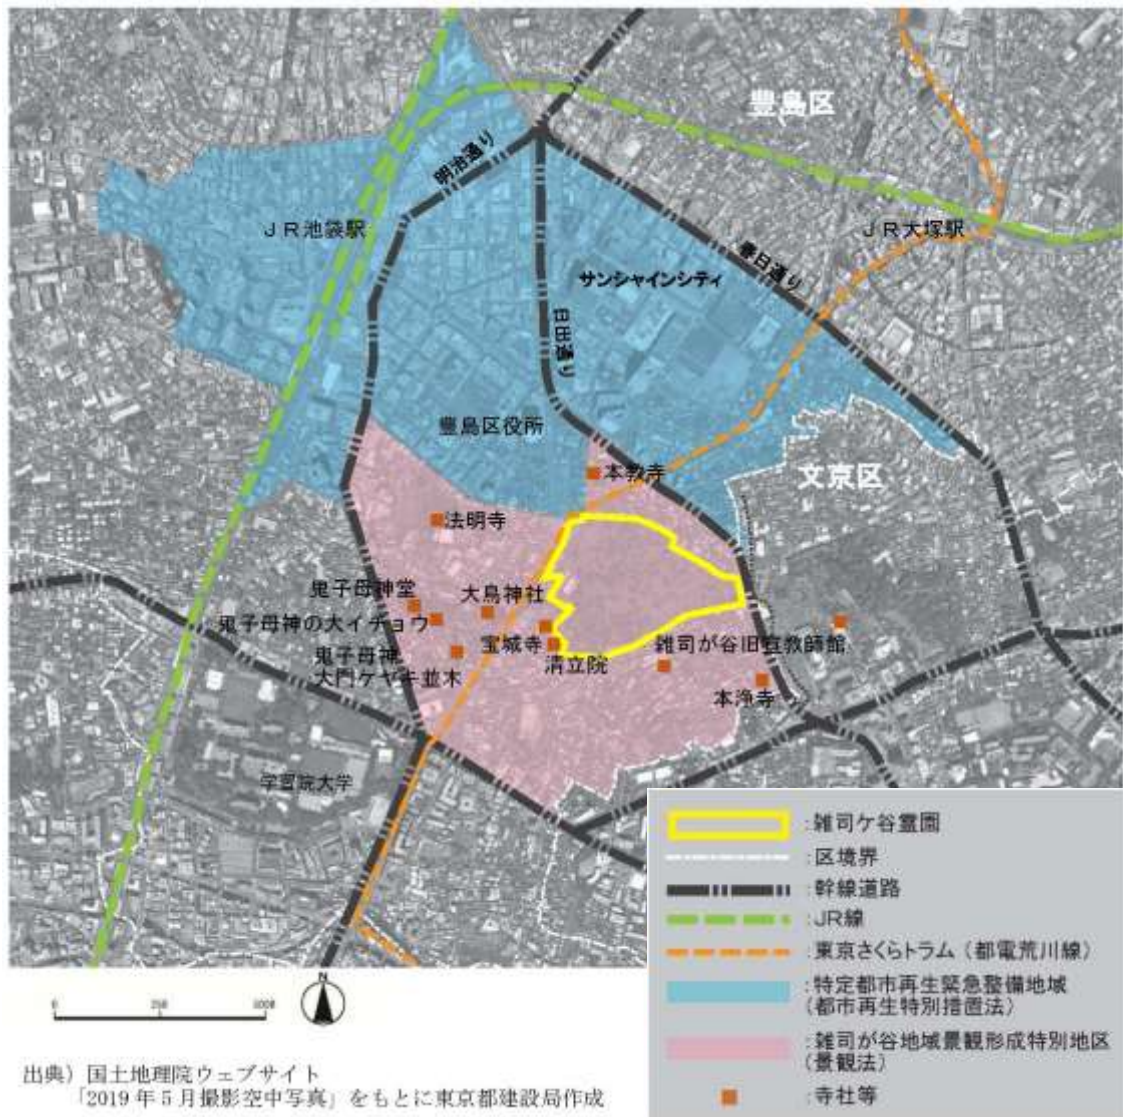 豊島区
明治通り
JR池袋駅
JR大塚駅
春日通り
サンシャインシティ
日出通り
豊島区役所
文京区
本教寺
法明寺
鬼子母神堂
大鳥神社
鬼子母神の大イチョウ
宝城寺
雑司が谷旧宣教師館
鬼子母神
大門ケヤキ並木
清立院
本浄寺
学習院大学
:雑司ケ谷霊園
:区境界
:幹線道路
:JR線
:東京さくらトラム(都電荒川線)
:特定都市再生緊急整備地域
(都市再生特別措置法)
:雑司が谷地域景観形成特別地区
(景観法)
:寺社等
N
0 250
出典)国土地理院ウェブサイト
「2019年5月撮影空中写真」をもとに東京都建設局作成